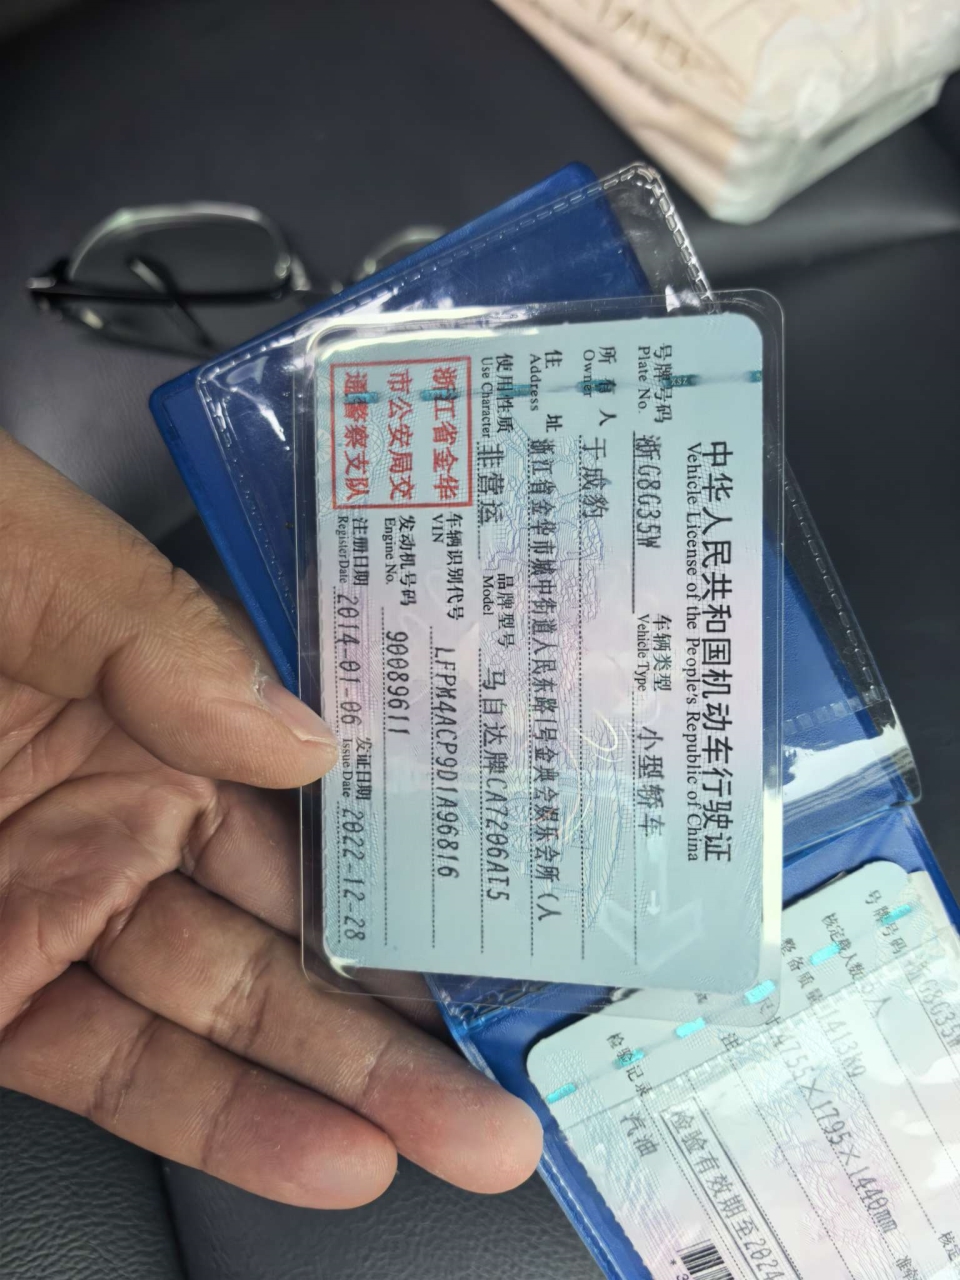 中华人民共和国机动车行驶证
Vehicle License of the People's Republic of China
号牌号码 浙G8G35W 车辆类型 小型轿车
Plate No. Vehicle Type
所有人 于成豹
Owner
住址 浙江省金华市城中街道人民东路1号金典会娱乐会所(人
Address
使用性质 非营运 品牌型号 马自达牌CA7206AT5
Use Character Model
浙江省金华
市公安局交
通警察支队
车辆识别代号 LFPM4ACP9D1A96816
VIN
发动机号码 90089611
Engine No.
注册日期 2014-01-06 发证日期 2022-12-28
Register Date Issue Date
号牌号码
核定载人数 5人
整备质量 1413kg
4755×1795×1440mm
检验记录 汽油
检验有效期至2024